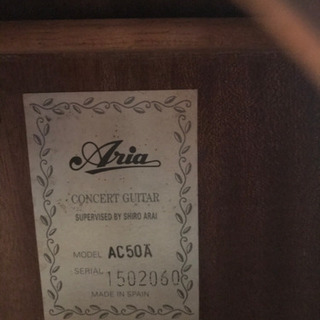 Aria
CONCERT GUITAR
SUPERVISED BY SHIRO ARAI
MODEL AC50A
SERIAL 1502060
MADE IN SPAIN